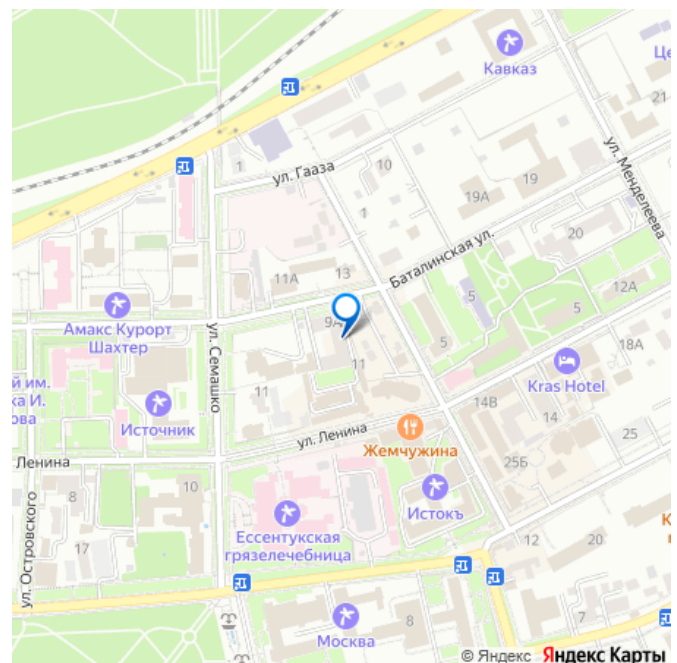 Кавказ
Це
21
ул. Гааза
10
1
19А
19
ул. Менделеева
1
20
Баталинская ул.
11А
13
5
12А
9А
5
5
18А
Амакс Курорт
Шахтер
ул. Семашко
11
11
Kras Hotel
й им.
ка И.
ова
Источник
14В
14
ул. Ленина
Жемчужина
25
25Б
Ленина
8
10
Истокъ
Ессентукская
грязелечебница
К
17
12
20
ул. Островского
Москва
8
7
© Яндекс Яндекс Карты